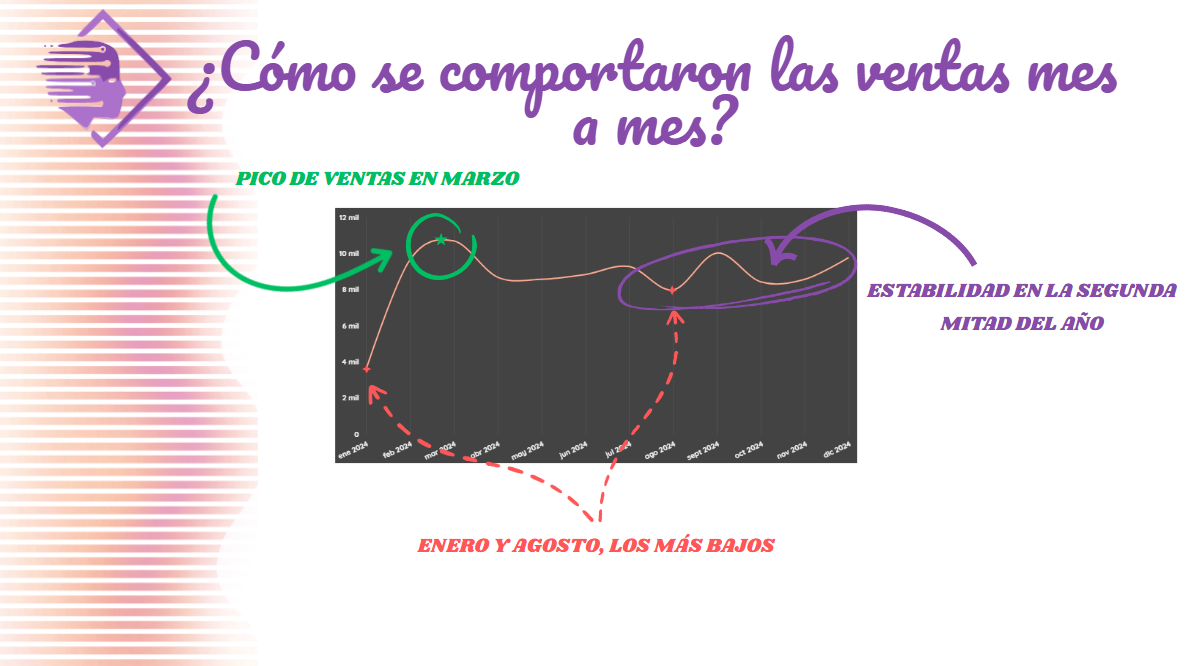 ¿Cómo se comportaron las ventas mes
a mes?
PICO DE VENTAS EN MARZO
12 mil
10 mil
8 mil
6 mil
4 mil
2 mil
0
ene 2024
feb 2024
mar 2024
abr 2024
may 2024
jun 2024
jul 2024
ago 2024
sept 2024
oct 2024
nov 2024
dic 2024
ESTABILIDAD EN LA SEGUNDA
MITAD DEL AÑO
ENERO Y AGOSTO, LOS MÁS BAJOS